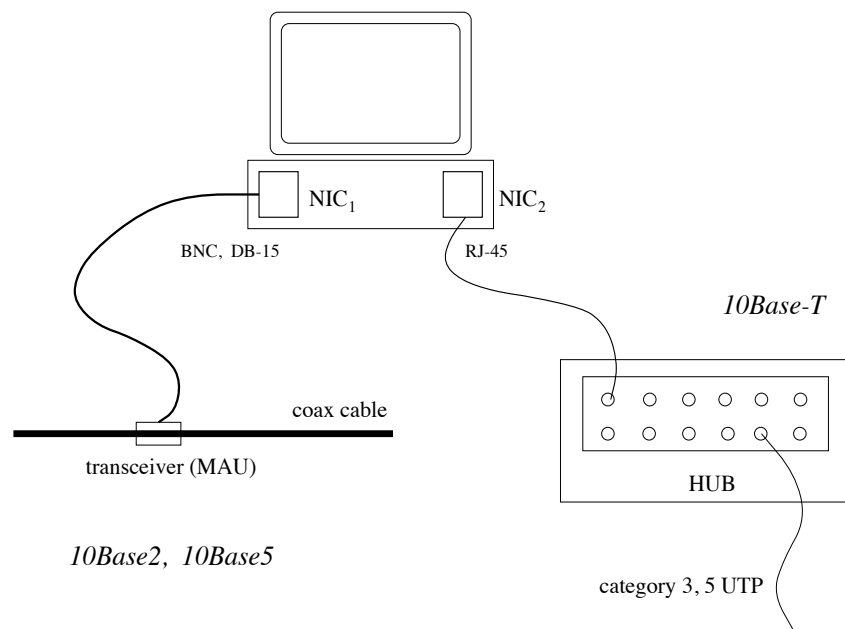 NIC₁
NIC₂
BNC, DB-15
RJ-45
10Base-T
coax cable
transceiver (MAU)
HUB
10Base2, 10Base5
category 3, 5 UTP